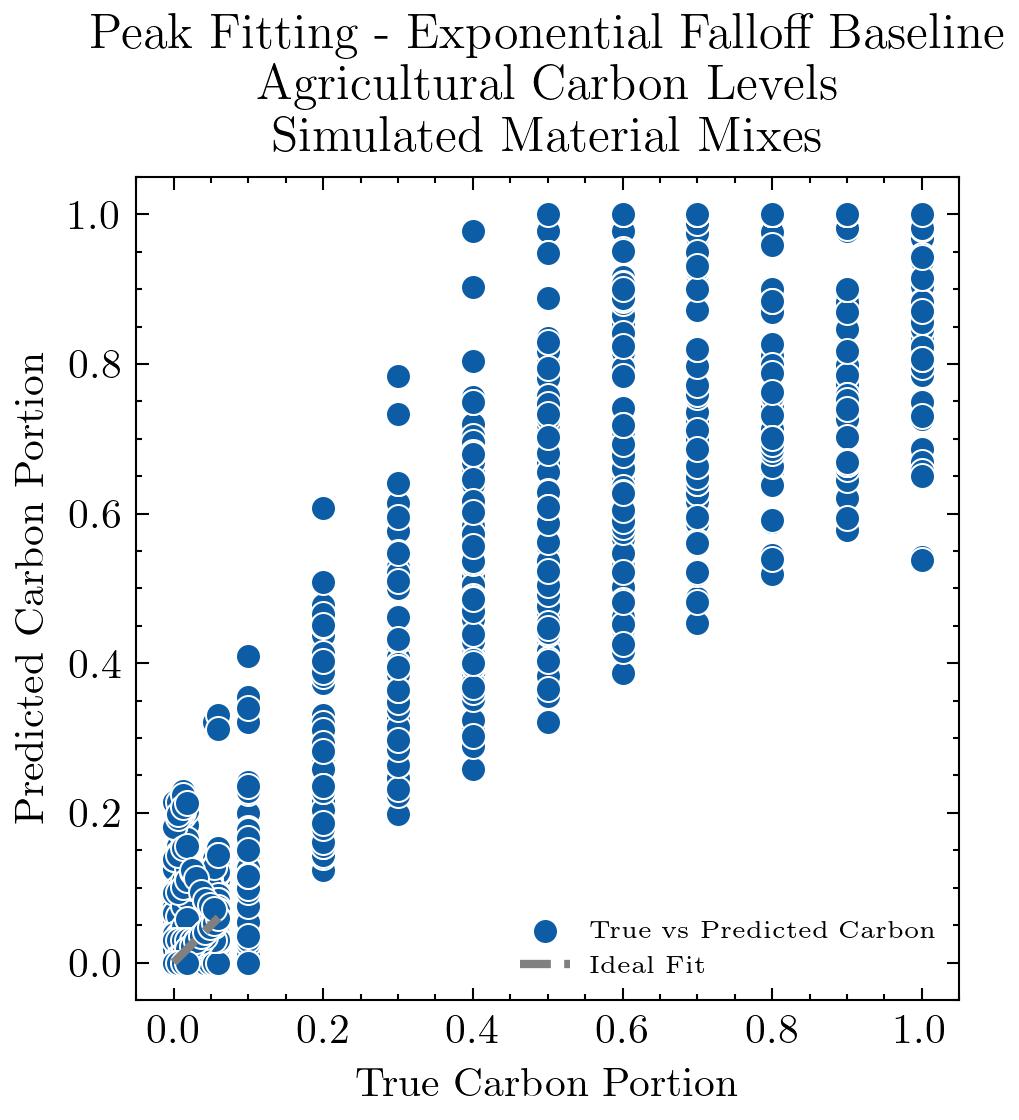 Peak Fitting - Exponential Falloff Baseline
Agricultural Carbon Levels
Simulated Material Mixes
1.0
0.8
0.6
0.4
0.2
0.0
Predicted Carbon Portion
True vs Predicted Carbon
Ideal Fit
0.0 0.2 0.4 0.6 0.8 1.0
True Carbon Portion